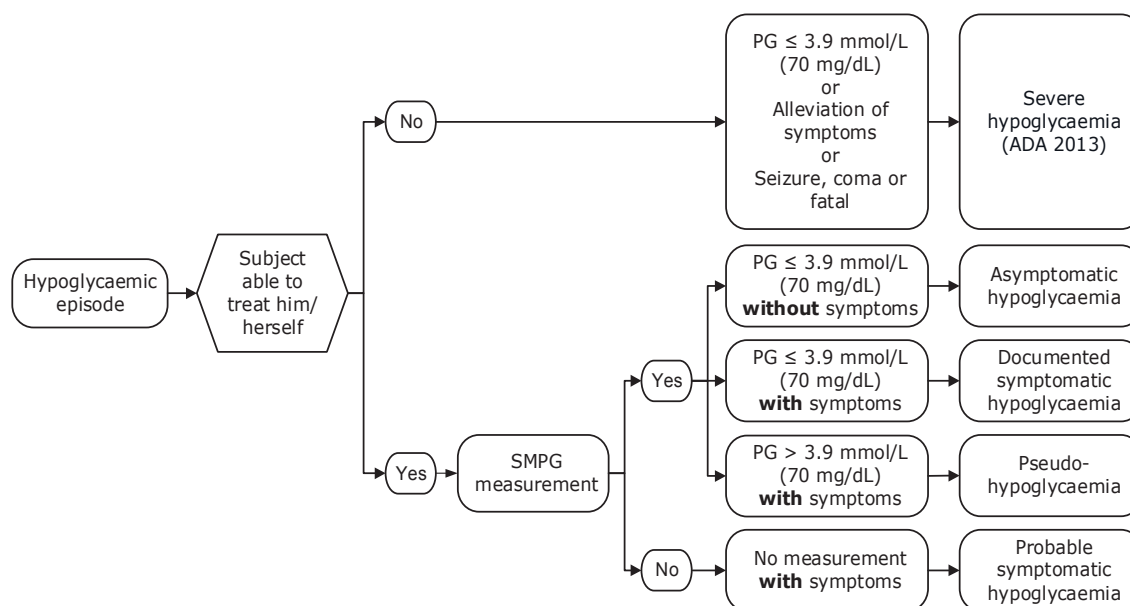 Hypoglycaemic
episode
Subject
able to
treat him/
herself
No
PG ≤ 3.9 mmol/L
(70 mg/dL)
or
Alleviation of
symptoms
or
Seizure, coma or
fatal
Severe
hypoglycaemia
(ADA 2013)
Yes
SMPG
measurement
Yes
PG ≤ 3.9 mmol/L
(70 mg/dL)
without symptoms
Asymptomatic
hypoglycaemia
PG ≤ 3.9 mmol/L
(70 mg/dL)
with symptoms
Documented
symptomatic
hypoglycaemia
PG > 3.9 mmol/L
(70 mg/dL)
with symptoms
Pseudo-
hypoglycaemia
No
No measurement
with symptoms
Probable
symptomatic
hypoglycaemia